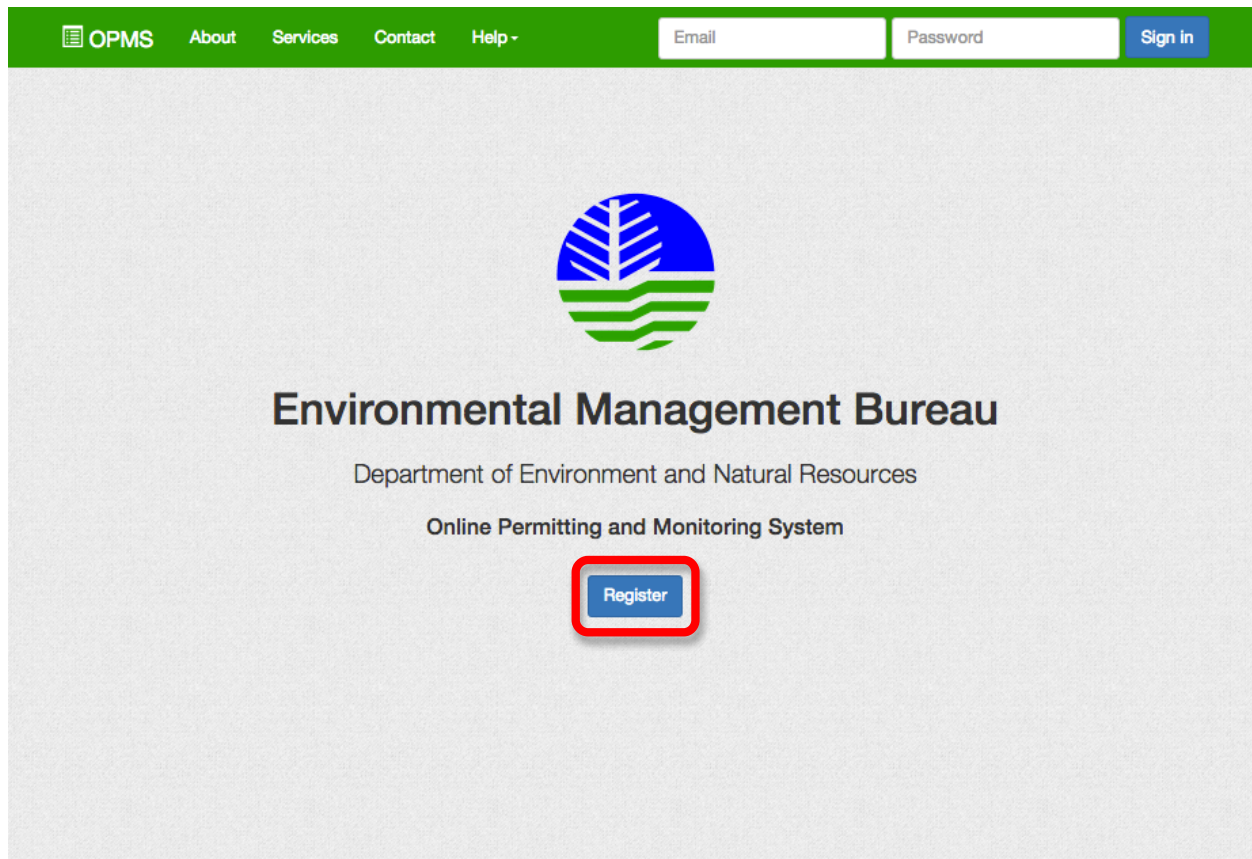 OPMS About Services Contact Help Email Password Sign in
Environmental Management Bureau
Department of Environment and Natural Resources
Online Permitting and Monitoring System
Register